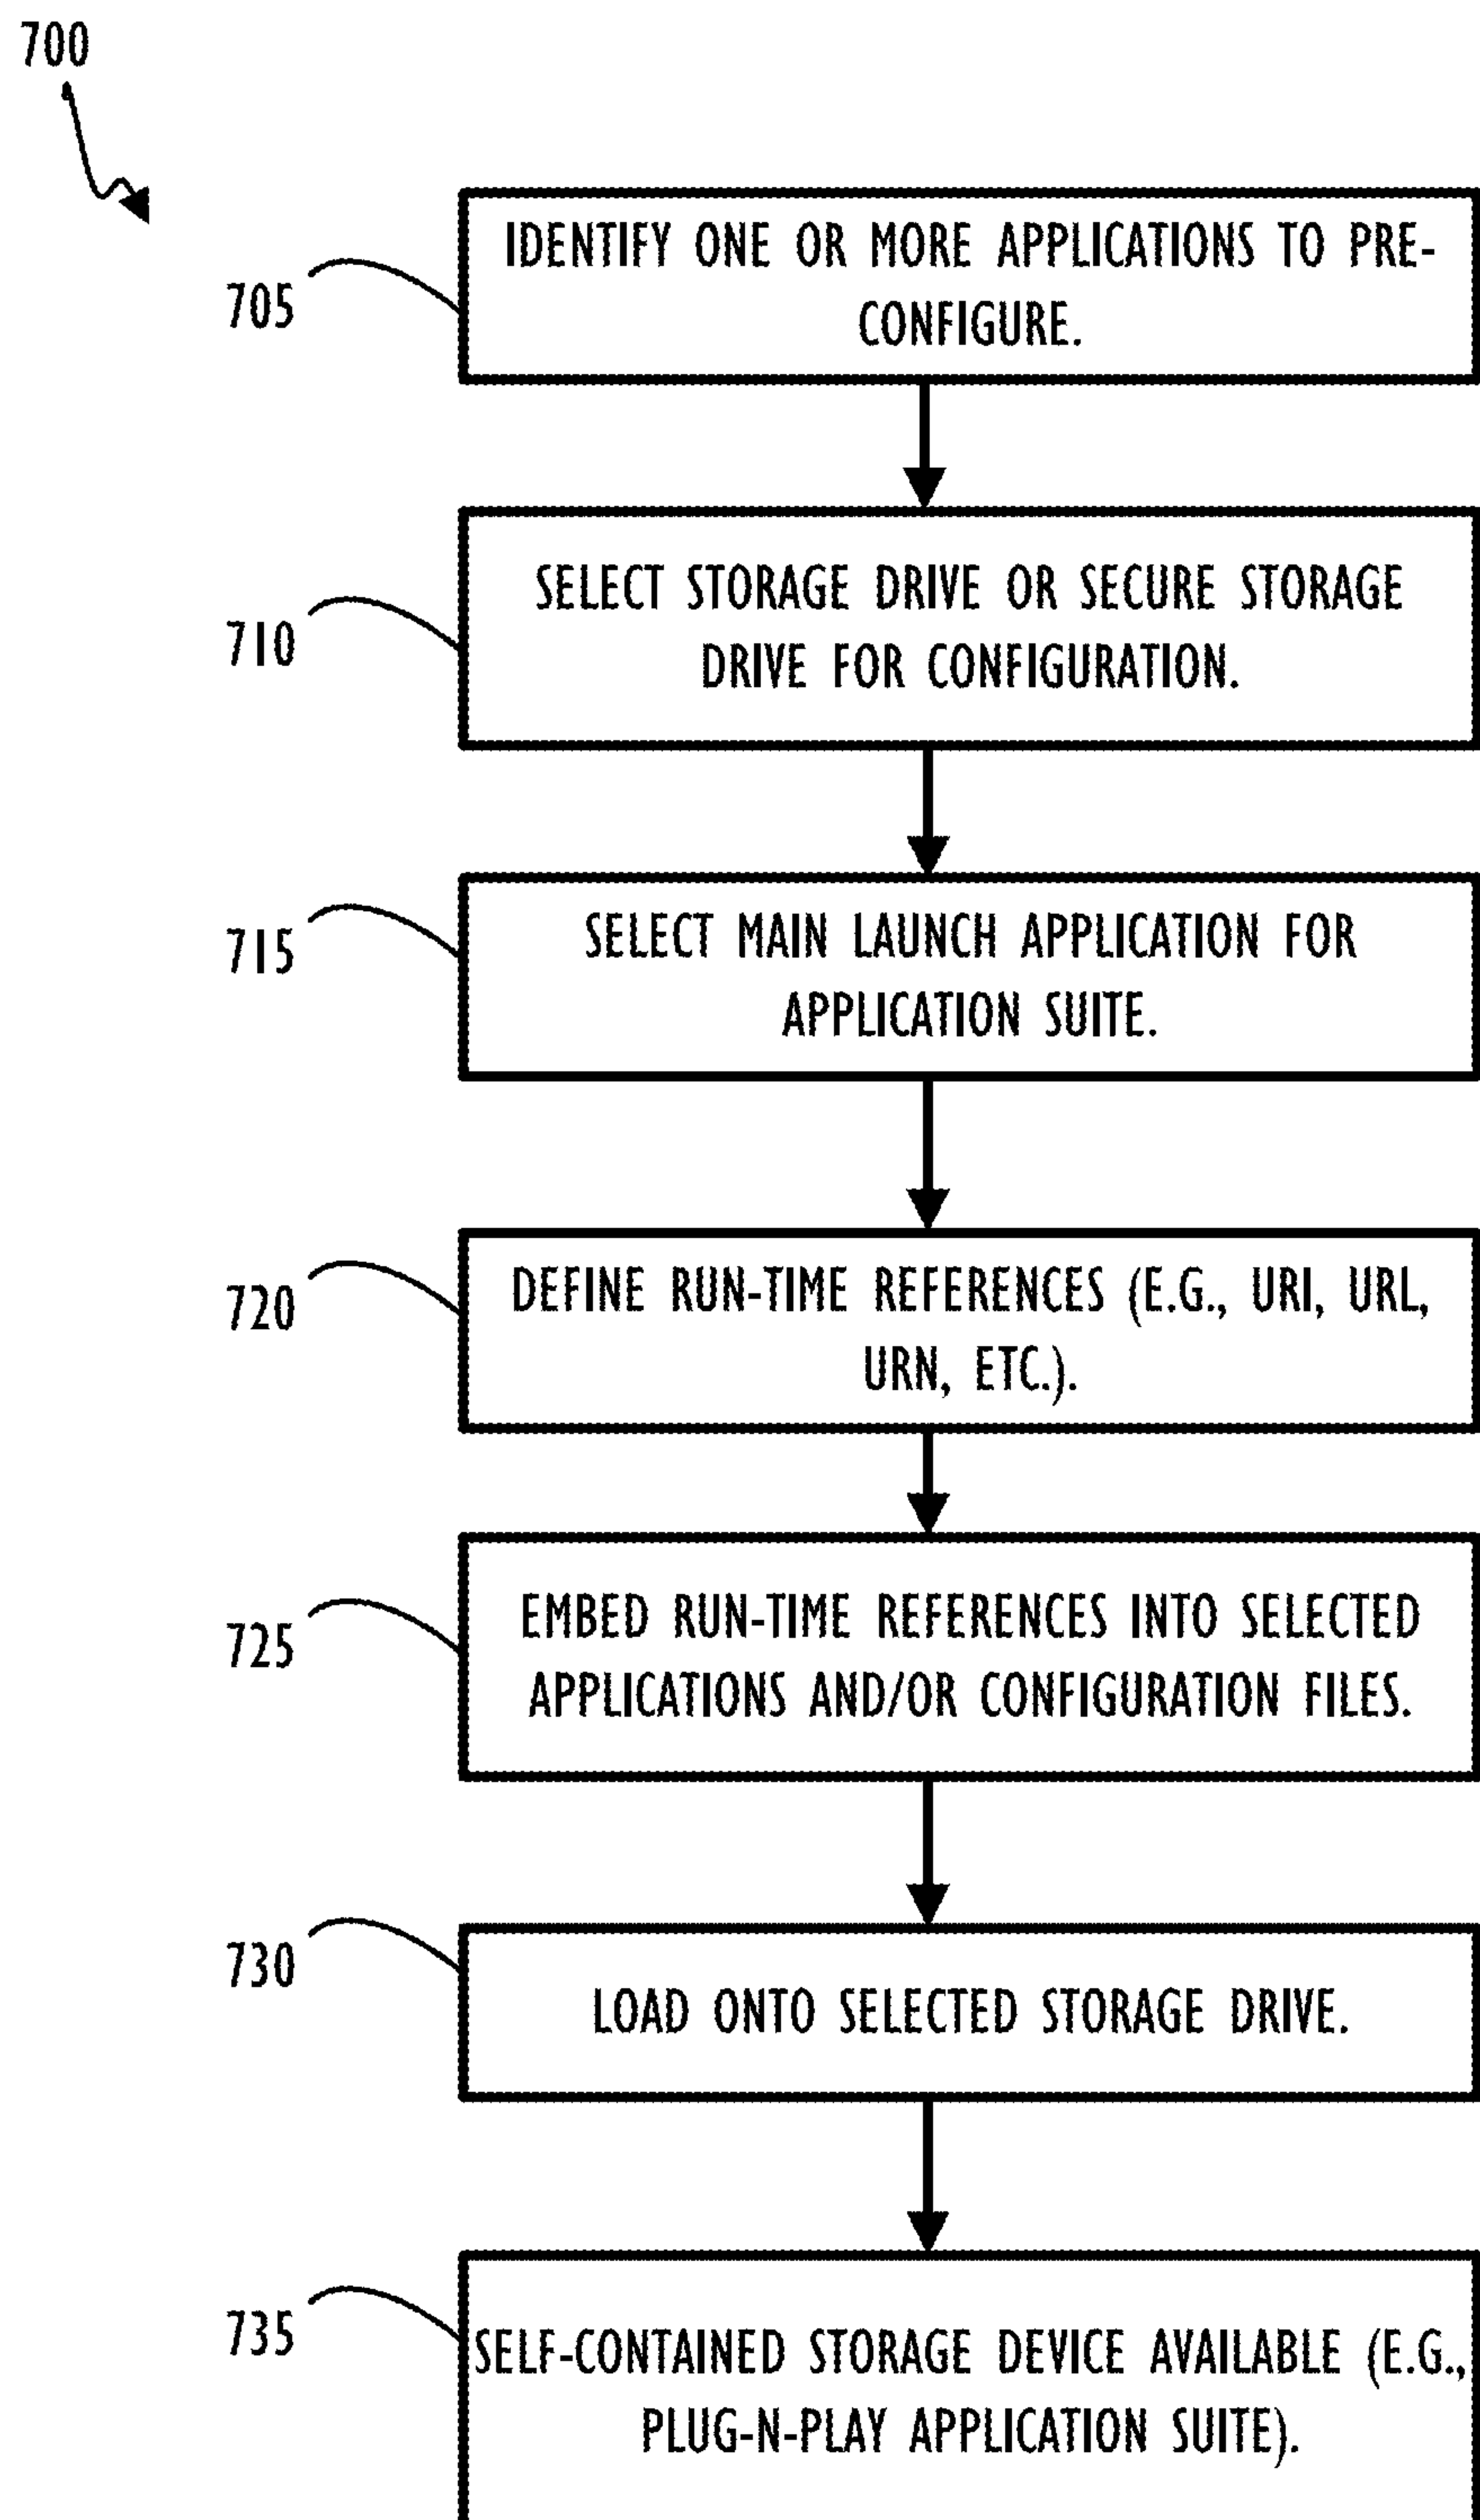 700
705
IDENTIFY ONE OR MORE APPLICATIONS TO PRE-
CONFIGURE.
710
SELECT STORAGE DRIVE OR SECURE STORAGE
DRIVE FOR CONFIGURATION.
715
SELECT MAIN LAUNCH APPLICATION FOR
APPLICATION SUITE.
720
DEFINE RUN-TIME REFERENCES (E.G., URI, URL,
URN, ETC.).
725
EMBED RUN-TIME REFERENCES INTO SELECTED
APPLICATIONS AND/OR CONFIGURATION FILES.
730
LOAD ONTO SELECTED STORAGE DRIVE.
735
SELF-CONTAINED STORAGE DEVICE AVAILABLE (E.G.,
PLUG-N-PLAY APPLICATION SUITE).